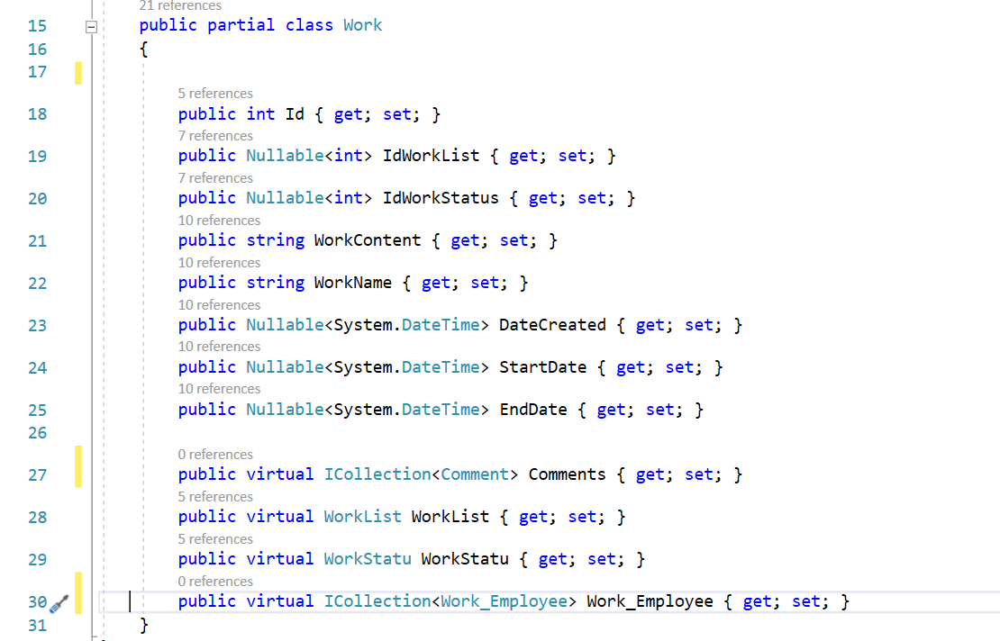 21 references
15 public partial class Work
16 {
17
5 references
18 public int Id { get; set; }
7 references
19 public Nullable<int> IdWorkList { get; set; }
7 references
20 public Nullable<int> IdWorkStatus { get; set; }
10 references
21 public string WorkContent { get; set; }
10 references
22 public string WorkName { get; set; }
10 references
23 public Nullable<System.DateTime> DateCreated { get; set; }
10 references
24 public Nullable<System.DateTime> StartDate { get; set; }
10 references
25 public Nullable<System.DateTime> EndDate { get; set; }
26
0 references
27 public virtual ICollection<Comment> Comments { get; set; }
5 references
28 public virtual WorkList WorkList { get; set; }
5 references
29 public virtual WorkStatu WorkStatu { get; set; }
0 references
30 public virtual ICollection<Work_Employee> Work_Employee { get; set; }
31 }